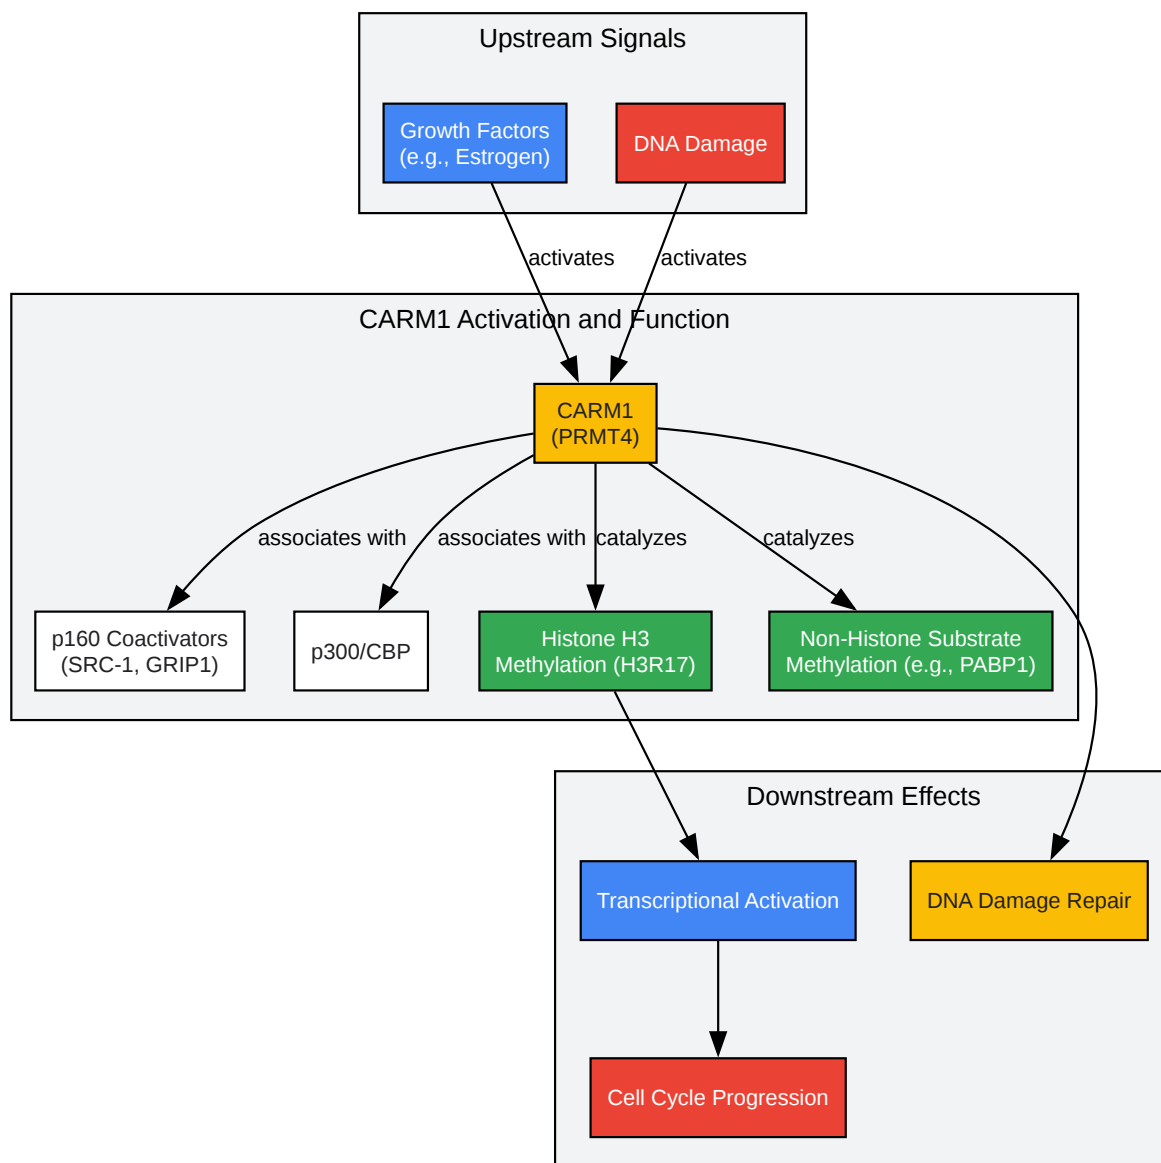 Upstream Signals
Growth Factors
(e.g., Estrogen)
DNA Damage
activates
activates
CARM1 Activation and Function
CARM1
(PRMT4)
associates with
associates with
catalyzes
catalyzes
p160 Coactivators
(SRC-1, GRIP1)
p300/CBP
Histone H3
Methylation (H3R17)
Non-Histone Substrate
Methylation (e.g., PABP1)
Downstream Effects
Transcriptional Activation
DNA Damage Repair
Cell Cycle Progression